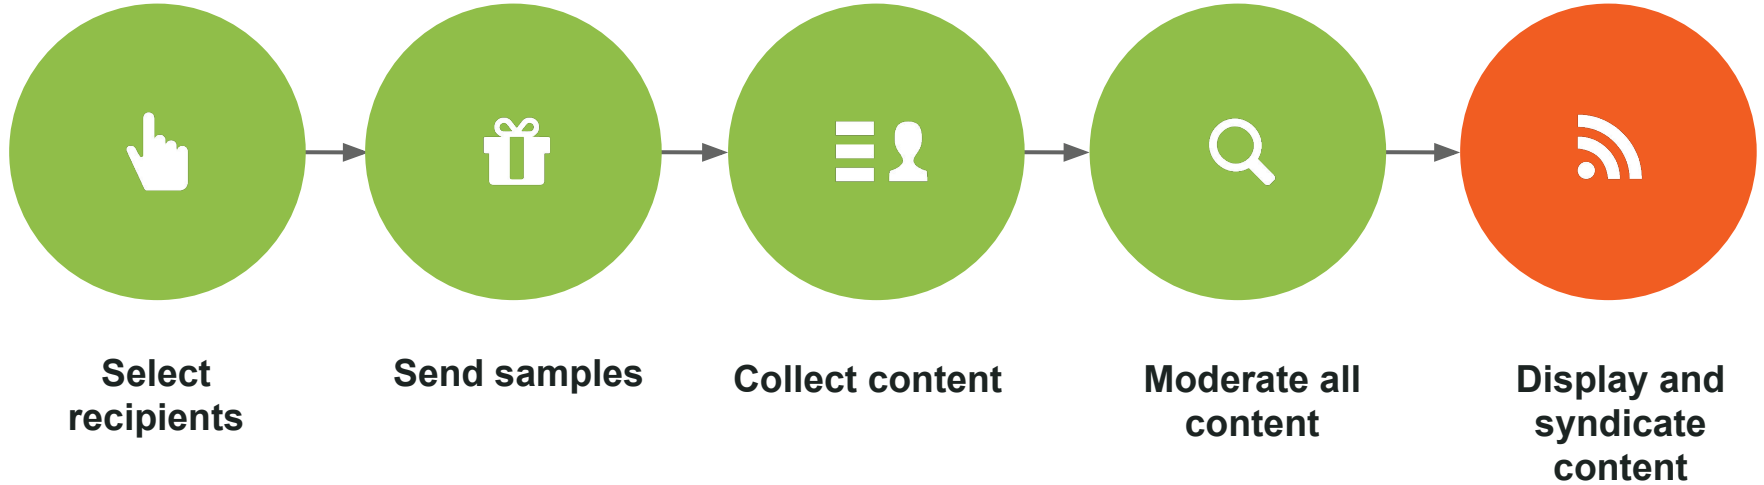 Select
recipients
Send samples
Collect content
Moderate all
content
Display and
syndicate
content